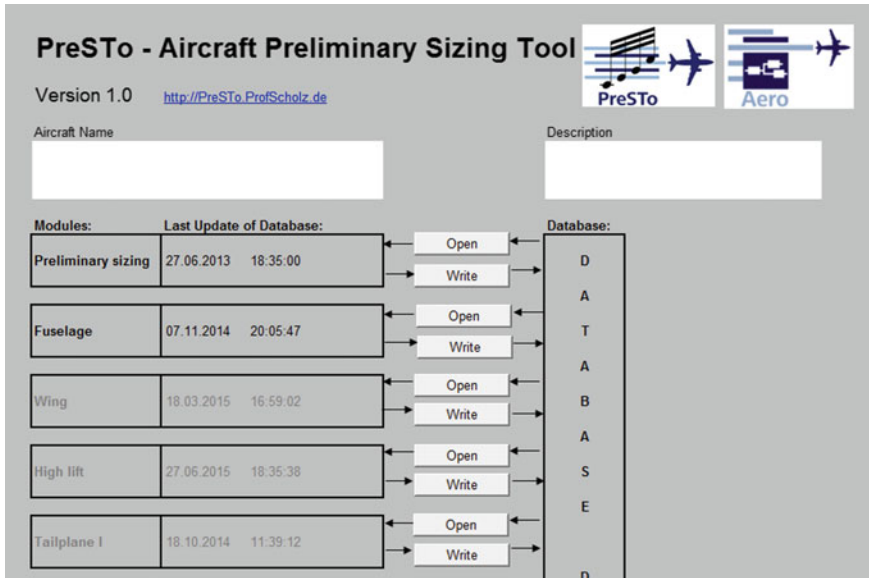 PreSTo - Aircraft Preliminary Sizing Tool
Version 1.0 http://PreSTo.ProfScholz.de
PreSTo
Aero
Aircraft Name Description
Modules: Last Update of Database: Database:
Open
Preliminary sizing 27.06.2013 18:35:00 D
Write
A
Open
Fuselage 07.11.2014 20:05:47 T
Write
A
Open
Wing 18.03.2015 16:59:02 B
Write
A
Open
High lift 27.06.2015 18:35:38 S
Write
E
Open
Tailplane I 18.10.2014 11:39:12
Write
D